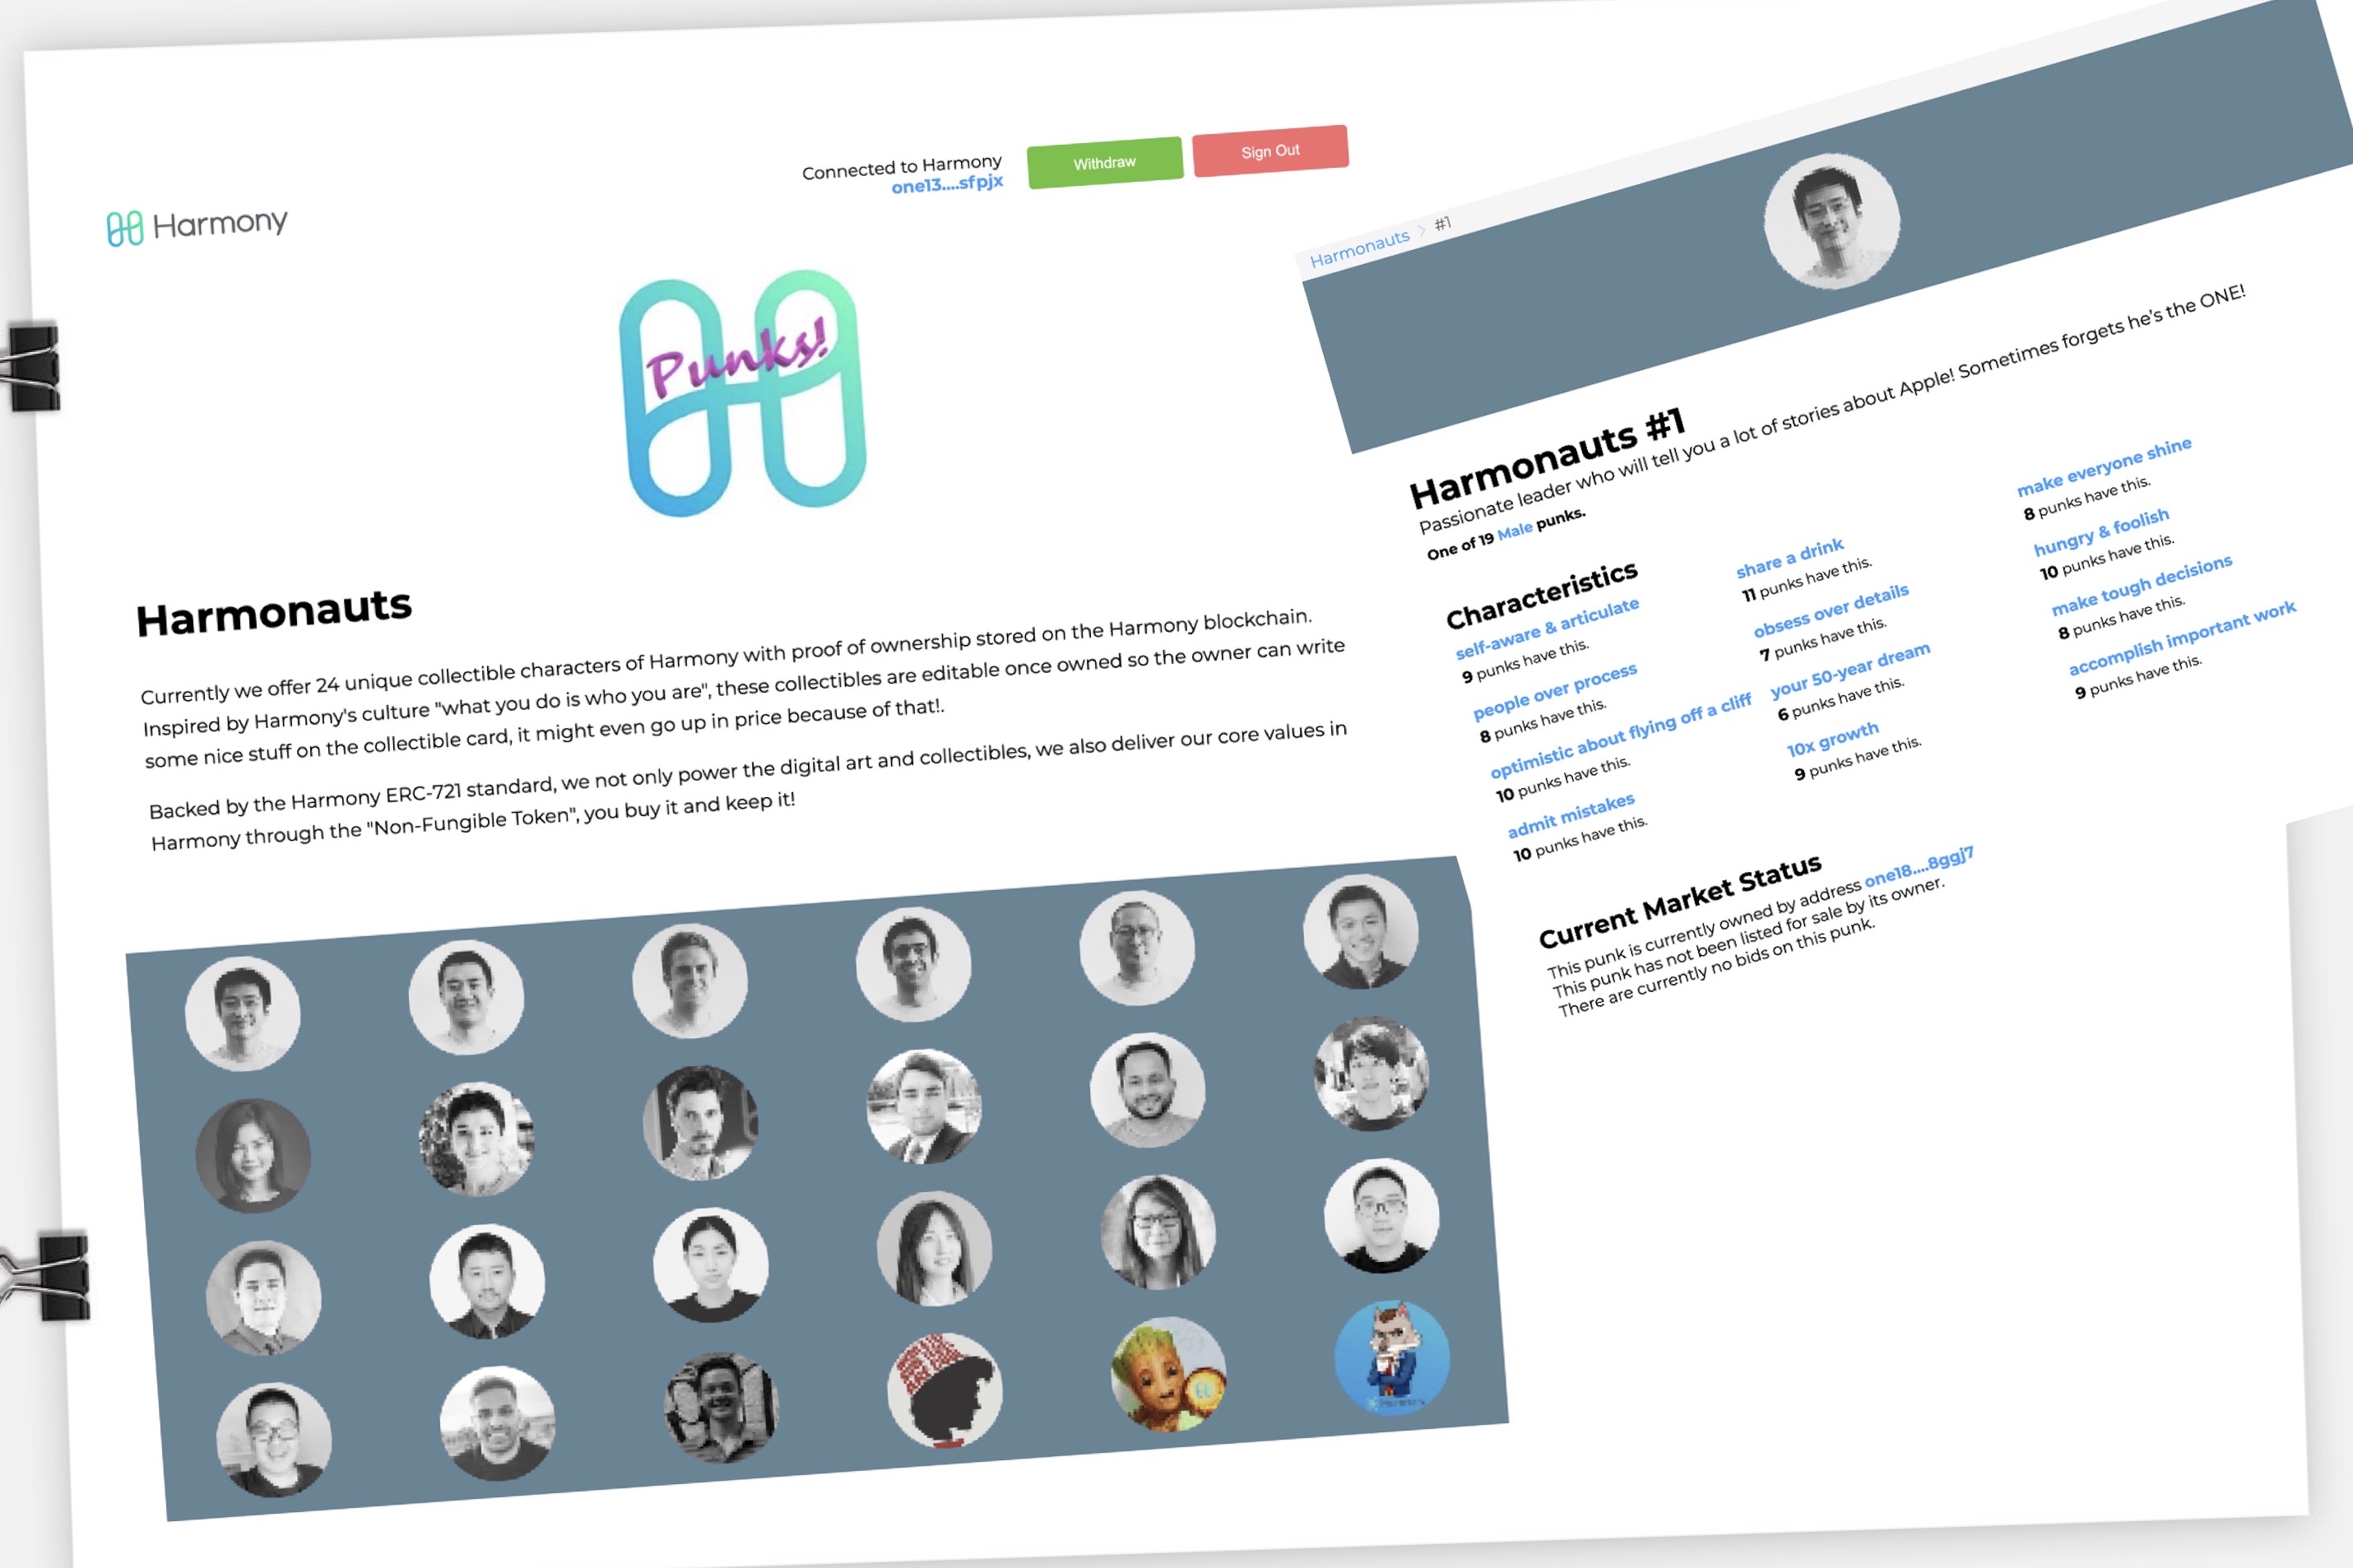 Connected to Harmony
one13....sfpjx
Withdraw
Sign Out
Harmony
Punks!
Harmonauts
Currently we offer 24 unique collectible characters of Harmony with proof of ownership stored on the Harmony blockchain.
Inspired by Harmony's culture "what you do is who you are", these collectibles are editable once owned so the owner can write
some nice stuff on the collectible card, it might even go up in price because of that!.
Backed by the Harmony ERC-721 standard, we not only power the digital art and collectibles, we also deliver our core values in
Harmony through the "Non-Fungible Token", you buy it and keep it!
Harmony
Harmonauts > #1
Harmonauts #1
Passionate leader who will tell you a lot of stories about Apple! Sometimes forgets he's the ONE!
One of 19 Male punks.
Characteristics
self-aware & articulate
9 punks have this.
people over process
8 punks have this.
optimistic about flying off a cliff
10 punks have this.
admit mistakes
10 punks have this.
share a drink
11 punks have this.
obsess over details
7 punks have this.
your 50-year dream
6 punks have this.
10x growth
9 punks have this.
make everyone shine
8 punks have this.
hungry & foolish
10 punks have this.
make tough decisions
8 punks have this.
accomplish important work
9 punks have this.
Current Market Status
This punk is currently owned by address one18....8ggj7
This punk has not been listed for sale by its owner.
There are currently no bids on this punk.